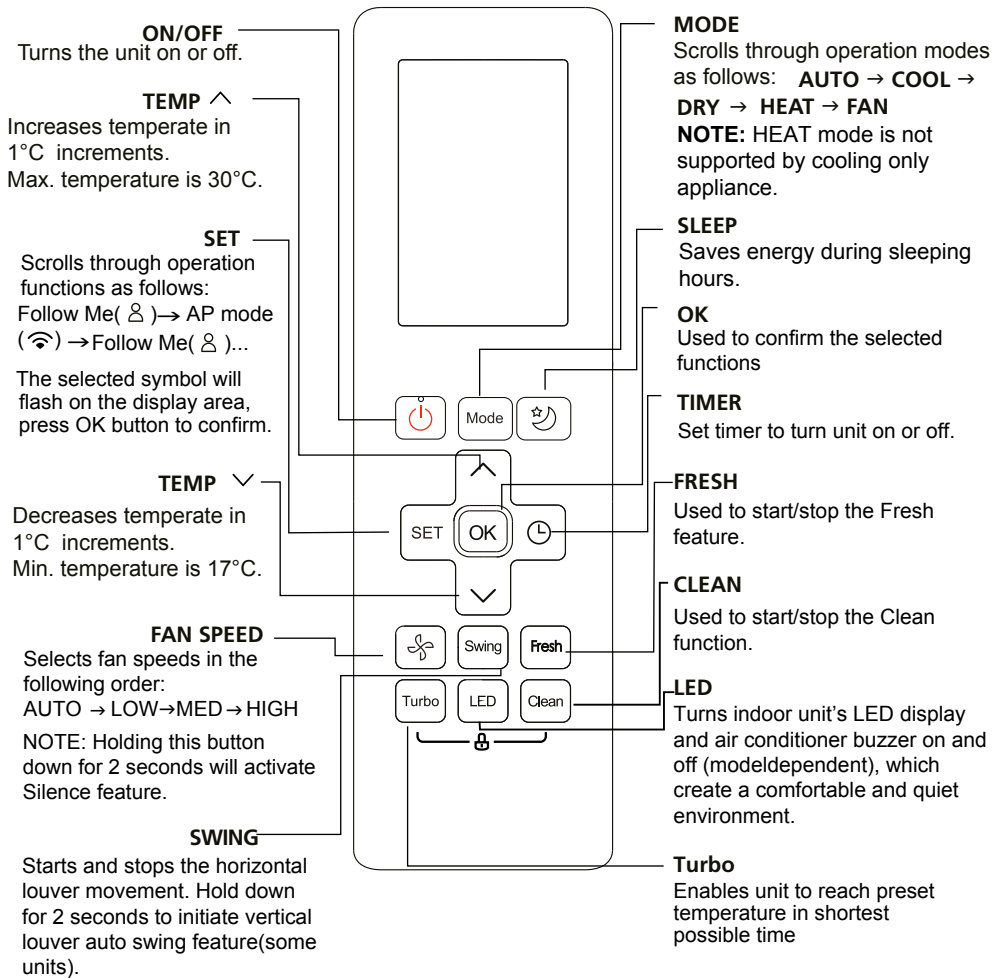 ON/OFF
Turns the unit on or off.
TEMP ︿
Increases temperate in
1°C increments.
Max. temperature is 30°C.
SET
Scrolls through operation
functions as follows:
Follow Me( )→ AP mode
( ) →Follow Me( )...
The selected symbol will
flash on the display area,
press OK button to confirm.
TEMP ﹀
Decreases temperate in
1°C increments.
Min. temperature is 17°C.
FAN SPEED
Selects fan speeds in the
following order:
AUTO →LOW→MED→HIGH
NOTE: Holding this button
down for 2 seconds will activate
Silence feature.
SWING
Starts and stops the horizontal
louver movement. Hold down
for 2 seconds to initiate vertical
louver auto swing feature(some
units).
Mode
SET
OK
Swing
Fresh
Turbo
LED
Clean
MODE
Scrolls through operation modes
as follows: AUTO → COOL →
DRY → HEAT → FAN
NOTE: HEAT mode is not
supported by cooling only
appliance.
SLEEP
Saves energy during sleeping
hours.
OK
Used to confirm the selected
functions
TIMER
Set timer to turn unit on or off.
FRESH
Used to start/stop the Fresh
feature.
CLEAN
Used to start/stop the Clean
function.
LED
Turns indoor unit's LED display
and air conditioner buzzer on and
off (modeldependent), which
create a comfortable and quiet
environment.
Turbo
Enables unit to reach preset
temperature in shortest
possible time